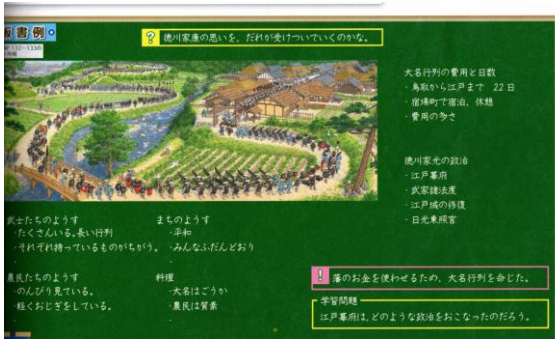 板書例
徳川家康の思いを、だれが受けついでいくのかな。
大名行列の費用と日数
・鳥取から江戸まで 22日
・宿場町で宿泊、休憩
・費用の多さ
徳川家光の政治
・江戸幕府
・武家諸法度
・江戸城の修復
・日光東照宮
武士たちのようす
・たくさんいる。長い行列
・それぞれ持っているものがちがう。
まちのようす
・平和
・みんなふだんどおり
農民たちのようす
・のんびり見ている。
・軽くおじぎをしている。
料理
・大名はごうか
・農民は質素
藩のお金を使わせるため、大名行列を命じた。
学習問題
江戸幕府は、どのような政治をおこなったのだろう。